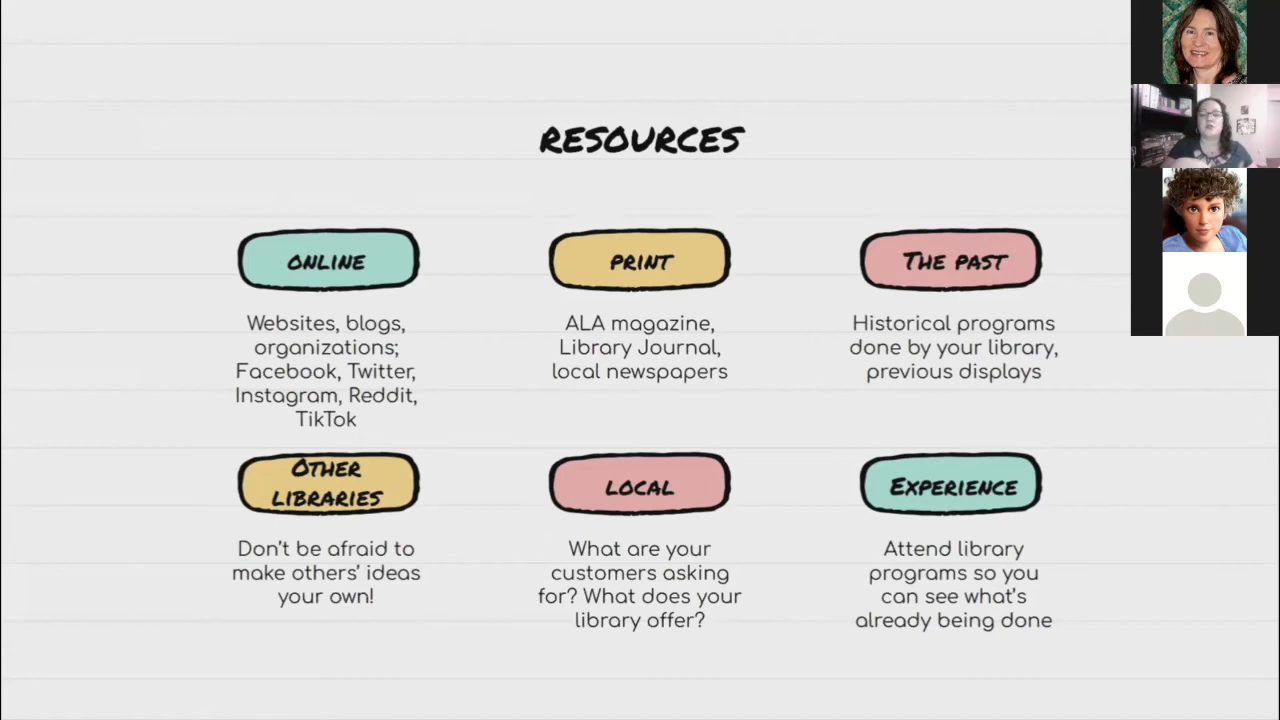 RESOURCES
ONLINE
Websites, blogs,
organizations;
Facebook, Twitter,
Instagram, Reddit,
TikTok
PRINT
ALA magazine,
Library Journal,
local newspapers
THE PAST
Historical programs
done by your library,
previous displays
OTHER
LIBRARIES
Don't be afraid to
make others' ideas
your own!
LOCAL
What are your
customers asking
for? What does your
library offer?
EXPERIENCE
Attend library
programs so you
can see what's
already being done